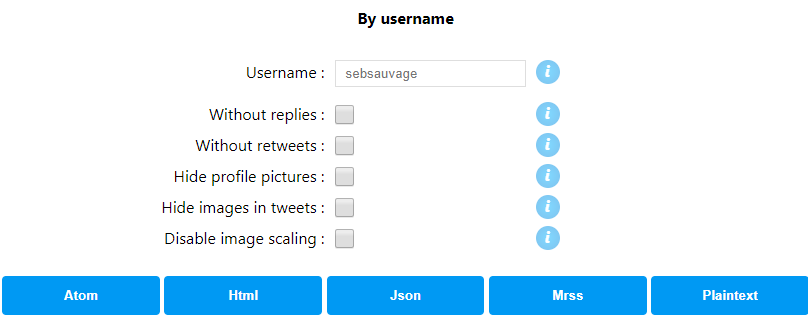 By username
Username : sebsauvage i
Without replies : i
Without retweets : i
Hide profile pictures : i
Hide images in tweets : i
Disable image scaling : i
Atom Html Json Mrss Plaintext